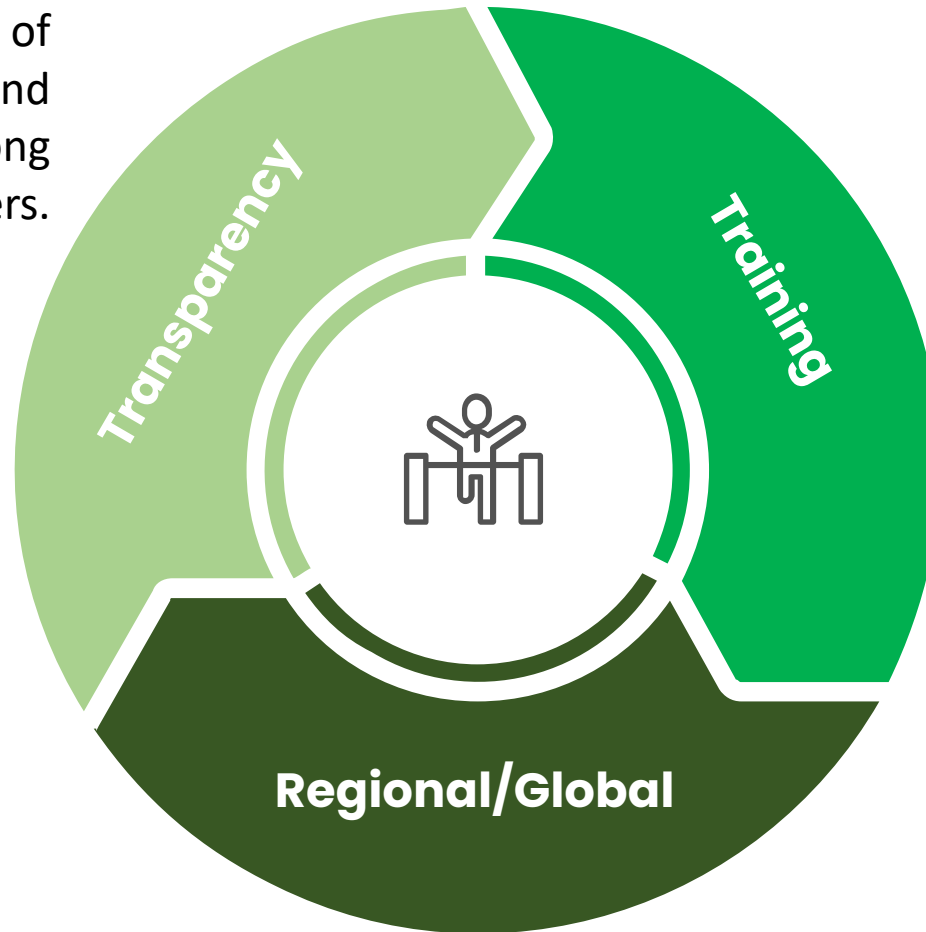 of
nd
ong
ers.
Transparency
Training
Regional/Global